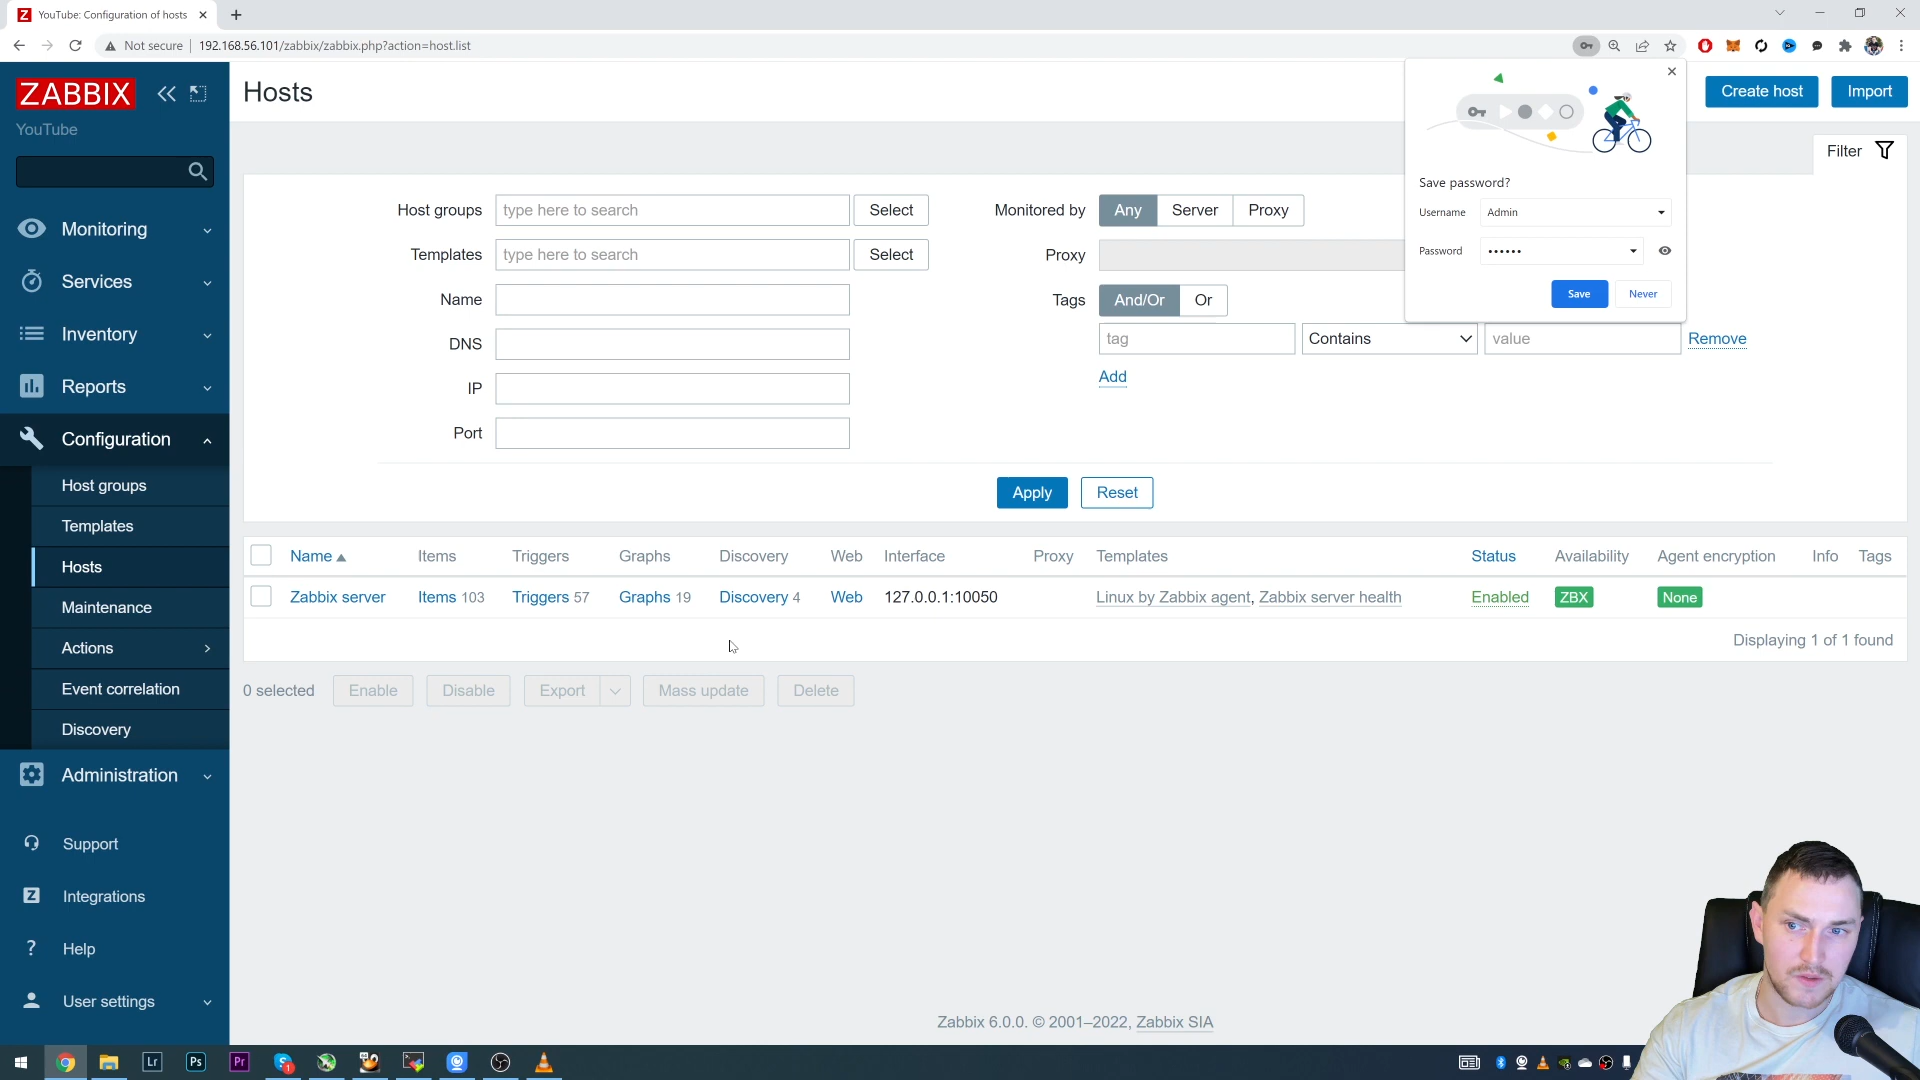 YouTube: Configuration of hosts
Not secure
192.168.56.101/zabbix/zabbix.php?action=host.list
ZABBIX
YouTube
Monitoring
Services
Inventory
Reports
Configuration
Host groups
Templates
Hosts
Maintenance
Actions
Event correlation
Discovery
Administration
Support
Integrations
Help
User settings
Hosts
Create host
Import
Filter
Host groups
type here to search
Select
Templates
type here to search
Select
Name
DNS
IP
Port
Monitored by
Any
Server
Proxy
Proxy
Tags
And/Or
Or
tag
Contains
value
Remove
Add
Apply
Reset
Save password?
Username
Admin
Password
••••••
Save
Never
Name Items Triggers Graphs Discovery Web Interface Proxy Templates Status Availability Agent encryption Info Tags
Zabbix server Items 103 Triggers 57 Graphs 19 Discovery 4 Web 127.0.0.1:10050 Linux by Zabbix agent, Zabbix server health Enabled ZBX None
Displaying 1 of 1 found
0 selected
Enable
Disable
Export
Mass update
Delete
Zabbix 6.0.0. © 2001–2022, Zabbix SIA
Lr
Ps
Pr